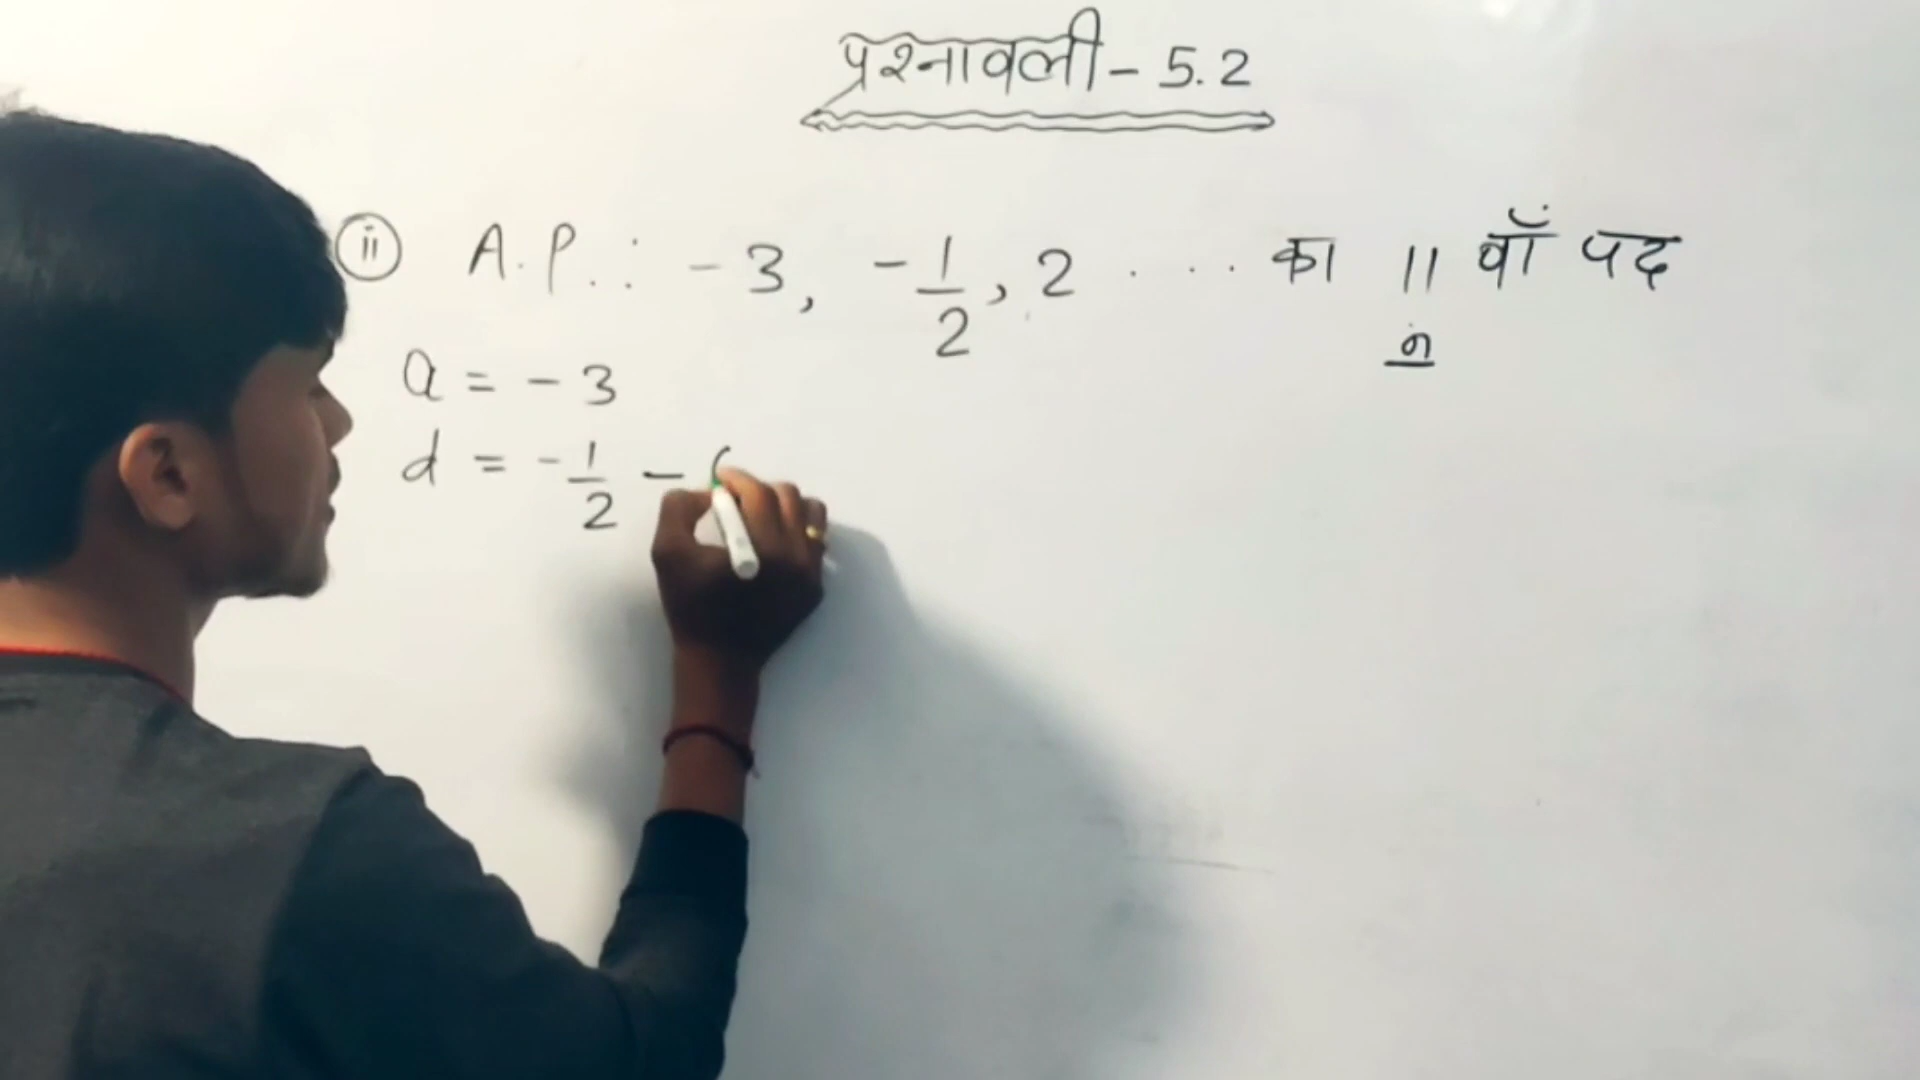 प्रश्नावली - 5.2
(ii) A.P. : -3, -1/2, 2 .... का 11 वाँ पद
n
a = -3
d = -1/2 - (